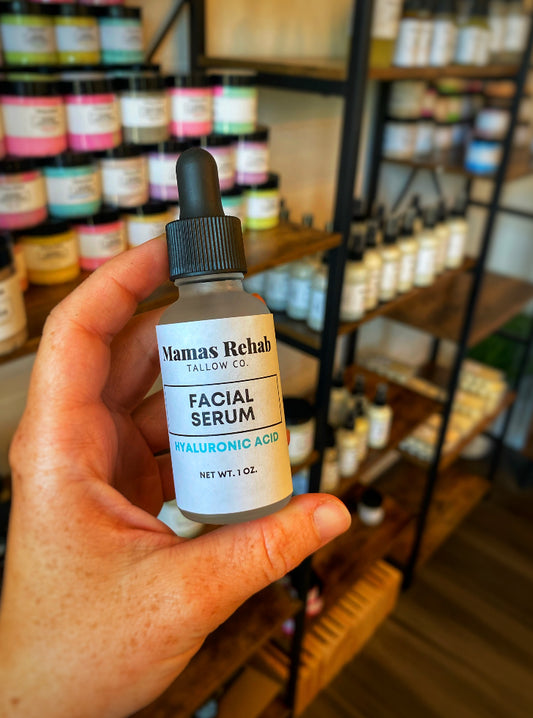 Mamas Rehab
TALLOW CO.
FACIAL
SERUM
HYALURONIC ACID
NET WT. 1 OZ.